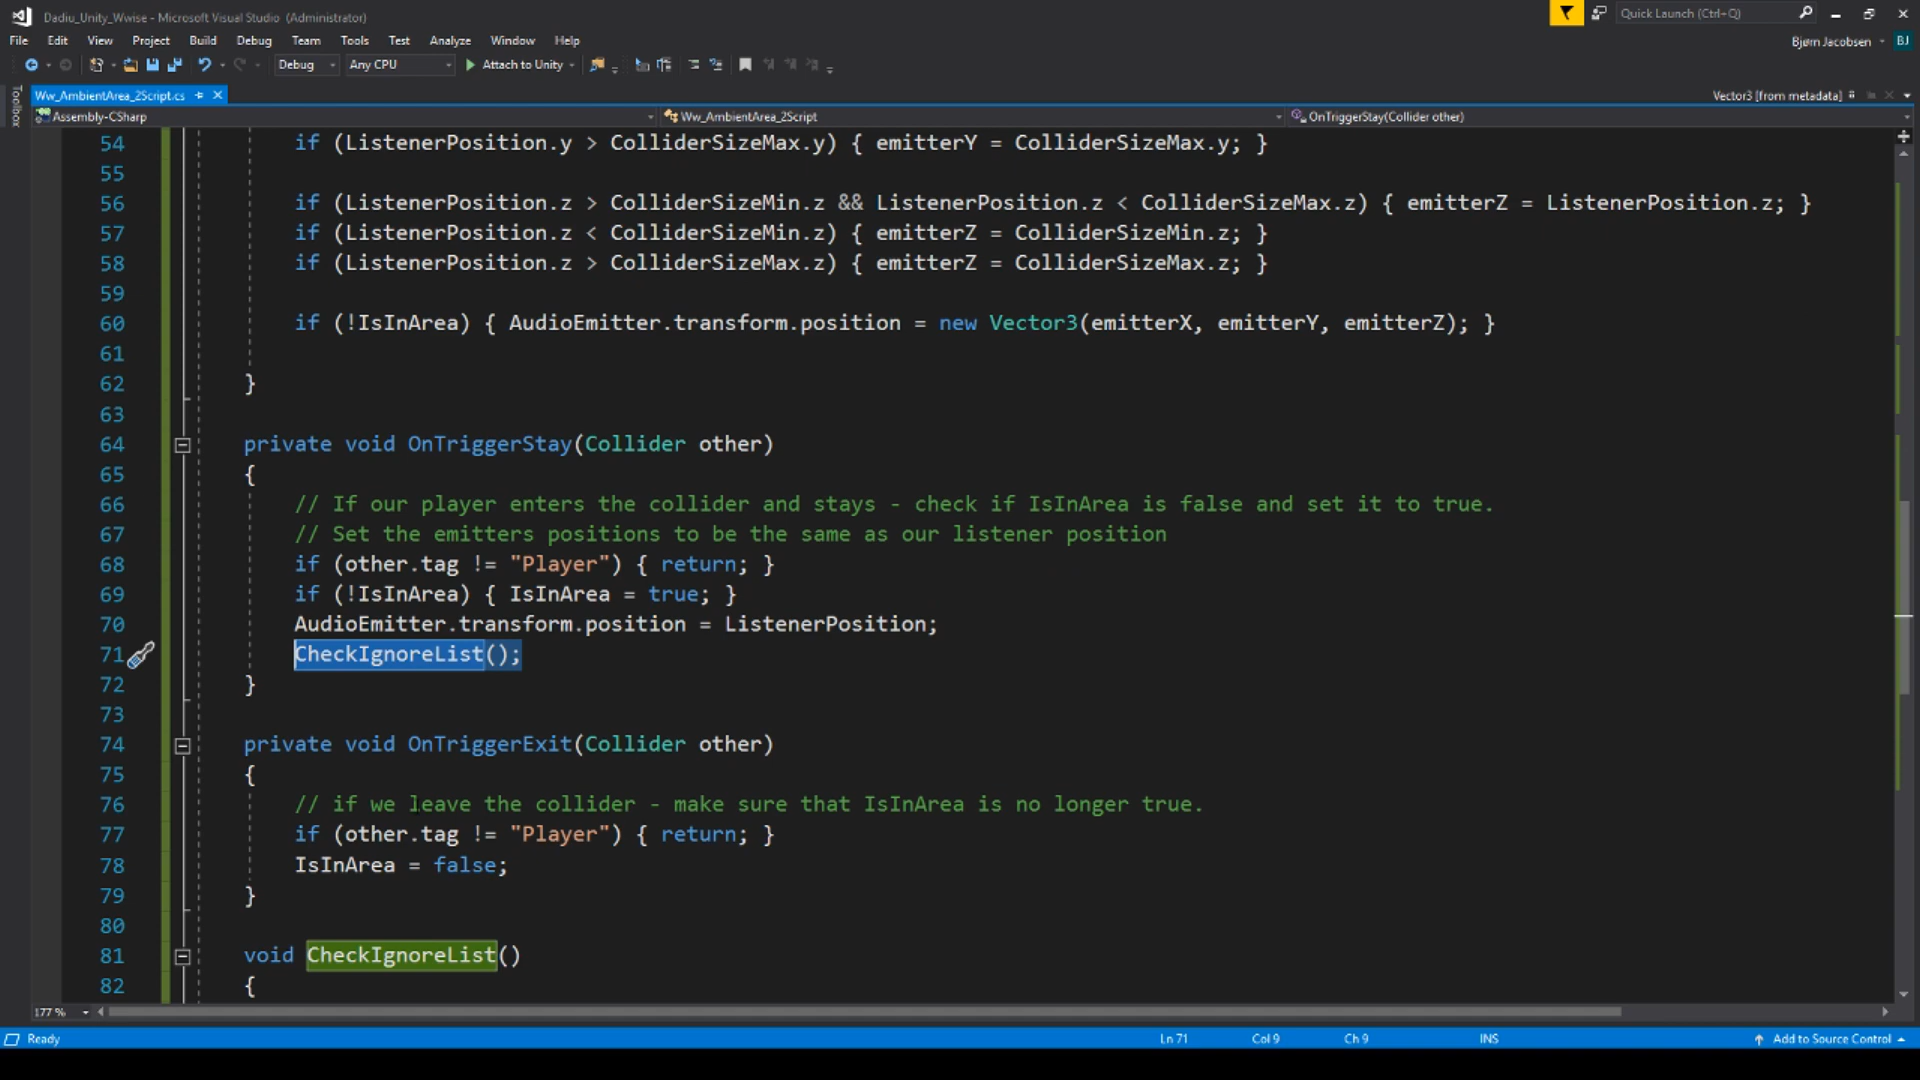 Dadiu_Unity_Wwise - Microsoft Visual Studio (Administrator)
Quick Launch (Ctrl+Q)
File Edit View Project Build Debug Team Tools Test Analyze Window Help
Bjørn Jacobsen BJ
Debug Any CPU Attach to Unity
Toolbox
Ww_AmbientArea_2Script.cs
Vector3 [from metadata]
Assembly-CSharp Ww_AmbientArea_2Script OnTriggerStay(Collider other)
54 if (ListenerPosition.y > ColliderSizeMax.y) { emitterY = ColliderSizeMax.y; }
55
56 if (ListenerPosition.z > ColliderSizeMin.z && ListenerPosition.z < ColliderSizeMax.z) { emitterZ = ListenerPosition.z; }
57 if (ListenerPosition.z < ColliderSizeMin.z) { emitterZ = ColliderSizeMin.z; }
58 if (ListenerPosition.z > ColliderSizeMax.z) { emitterZ = ColliderSizeMax.z; }
59
60 if (!IsInArea) { AudioEmitter.transform.position = new Vector3(emitterX, emitterY, emitterZ); }
61
62 }
63
64 private void OnTriggerStay(Collider other)
65 {
66 // If our player enters the collider and stays - check if IsInArea is false and set it to true.
67 // Set the emitters positions to be the same as our listener position
68 if (other.tag != "Player") { return; }
69 if (!IsInArea) { IsInArea = true; }
70 AudioEmitter.transform.position = ListenerPosition;
71 CheckIgnoreList();
72 }
73
74 private void OnTriggerExit(Collider other)
75 {
76 // if we leave the collider - make sure that IsInArea is no longer true.
77 if (other.tag != "Player") { return; }
78 IsInArea = false;
79 }
80
81 void CheckIgnoreList()
82 {
177 %
Ready Ln 71 Col 9 Ch 9 INS Add to Source Control